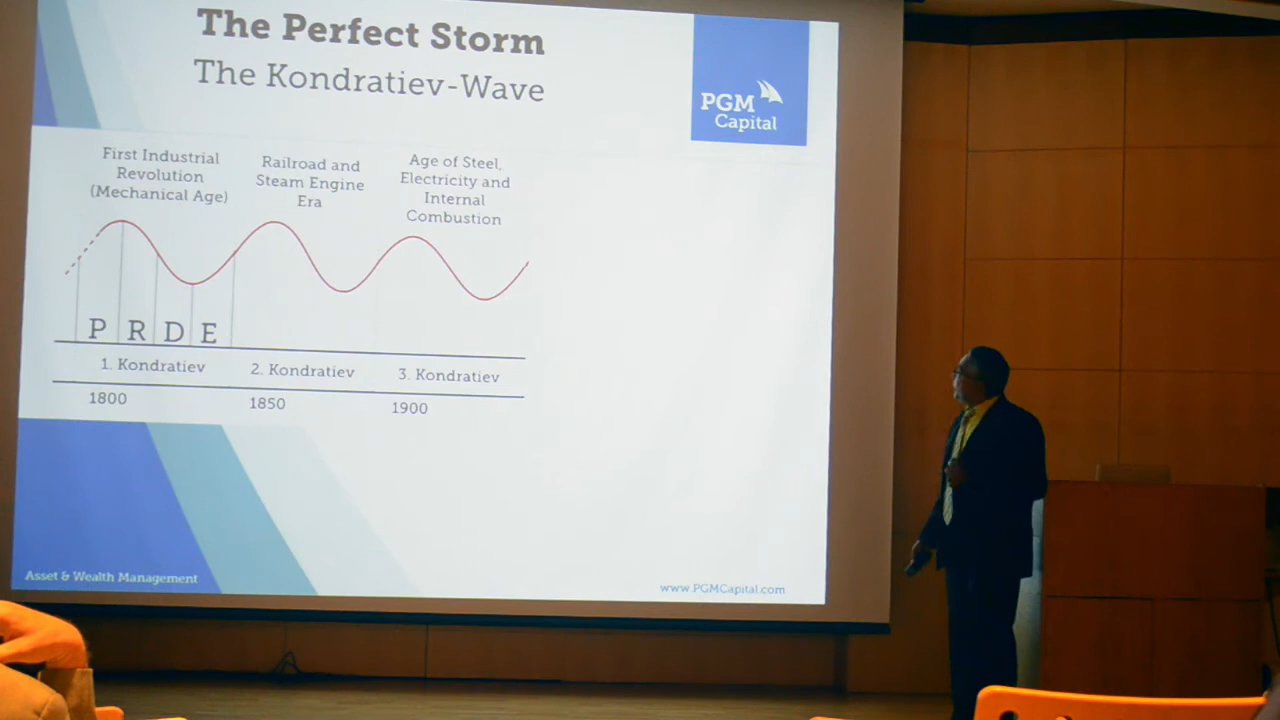 The Perfect Storm
The Kondratiev-Wave
PGM
Capital
First Industrial
Revolution
(Mechanical Age)
Railroad and
Steam Engine
Era
Age of Steel,
Electricity and
Internal
Combustion
P R D E
1. Kondratiev 2. Kondratiev 3. Kondratiev
1800 1850 1900
Asset & Wealth Management
www.PGMCapital.com